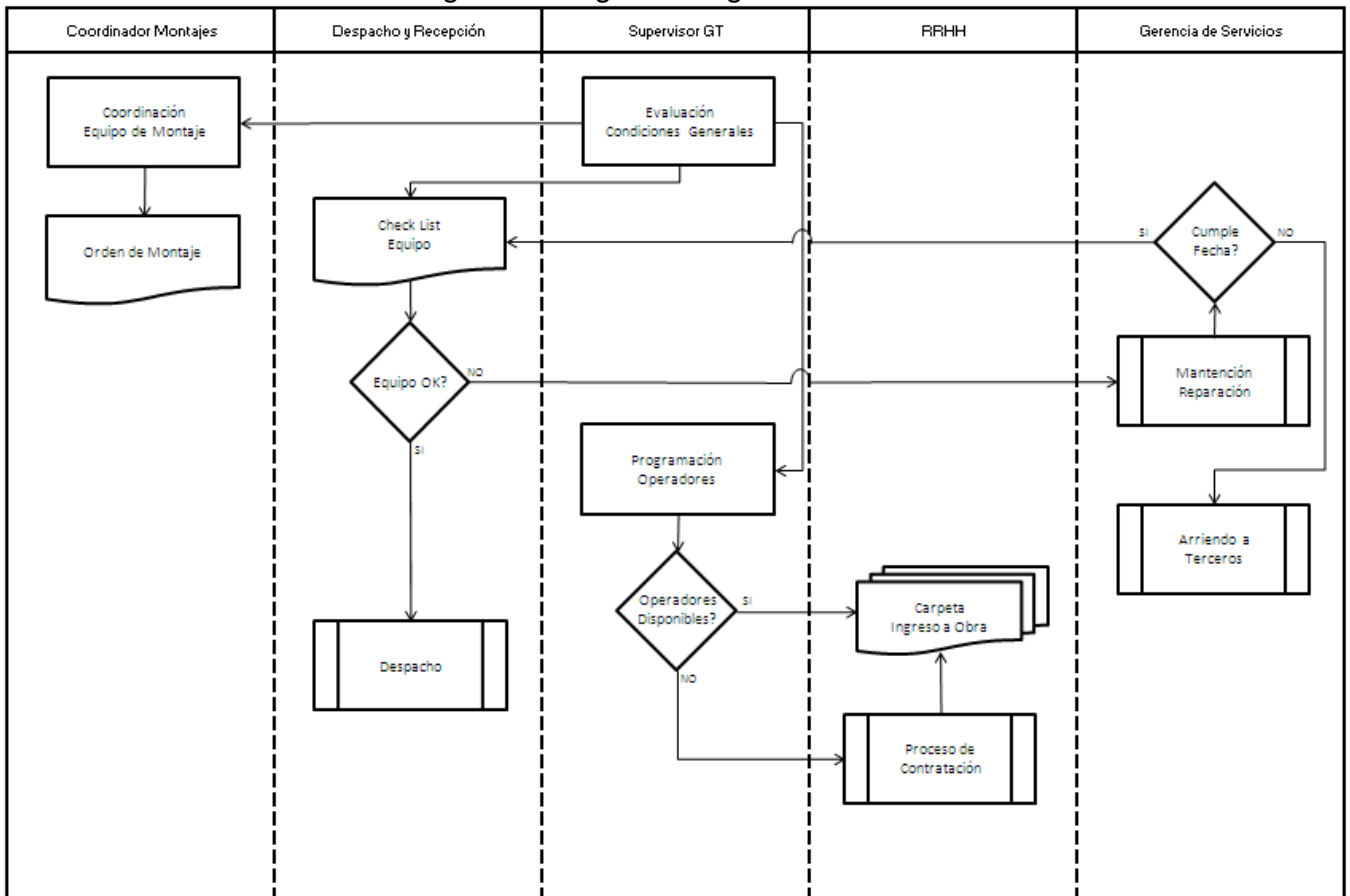 Coordinador Montajes
Despacho y Recepción
Supervisor GT
RRHH
Gerencia de Servicios
Coordinación
Equipo de Montaje
Evaluación
Condiciones Generales
Check List
Equipo
Orden de Montaje
SI
Cumple
Fecha?
NO
Equipo OK?
NO
SI
Mantención
Reparación
Programación
Operadores
Arriendo a
Terceros
Operadores
Disponibles?
SI
NO
Carpeta
Ingreso a Obra
Despacho
Proceso de
Contratación